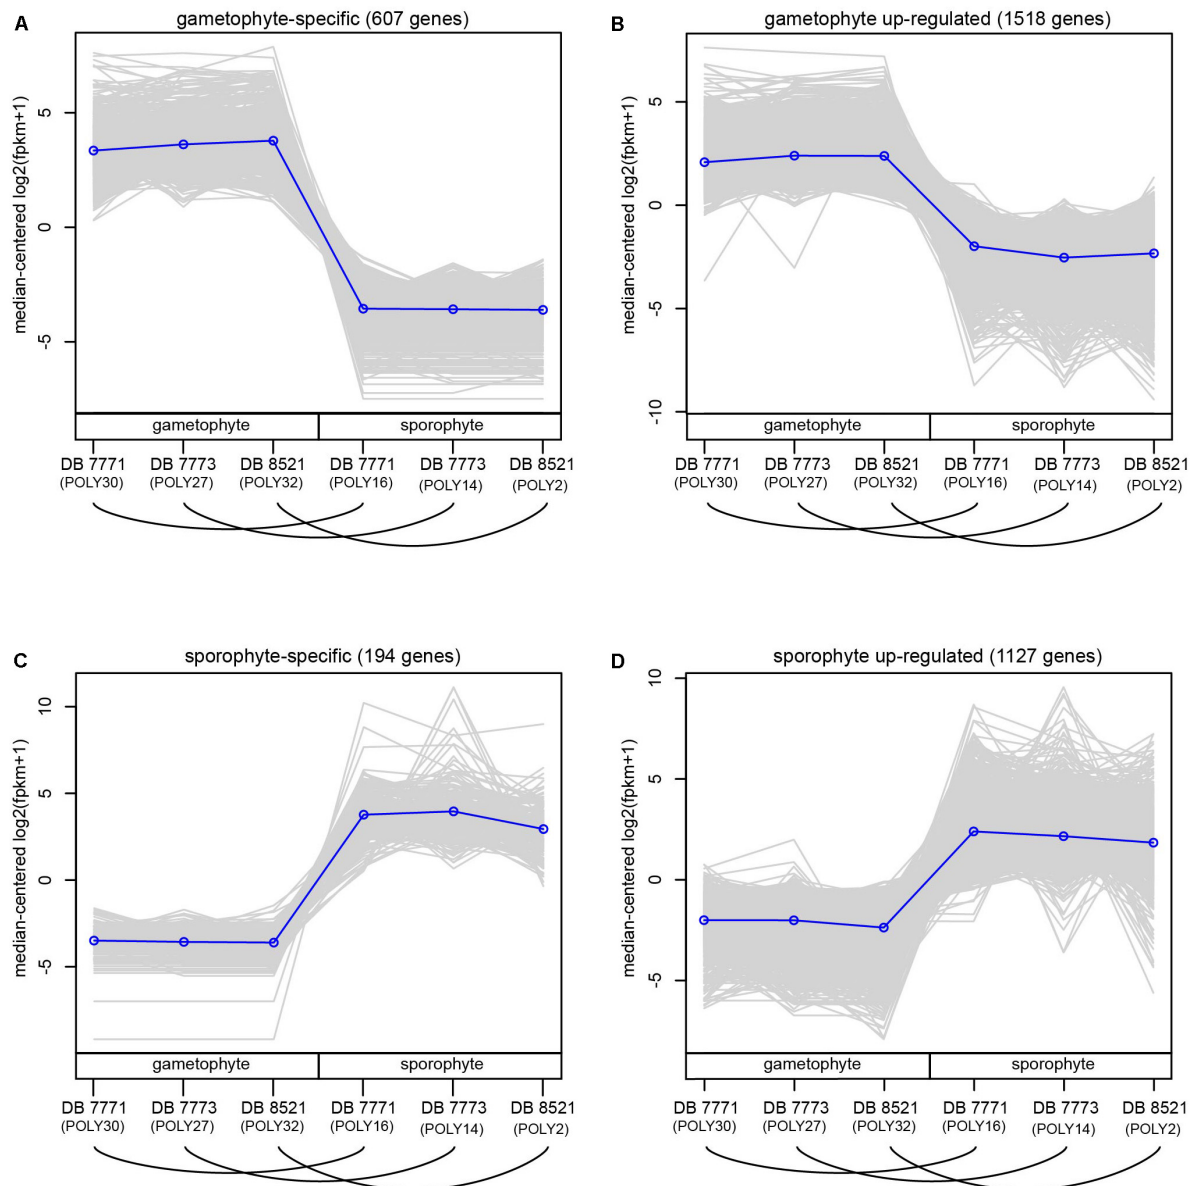 A
gametophyte-specific (607 genes)
median-centered log2(fpkm+1)
5
0
-5
gametophyte
sporophyte
DB 7771 DB 7773 DB 8521 DB 7771 DB 7773 DB 8521
(POLY30) (POLY27) (POLY32) (POLY16) (POLY14) (POLY2)
B
gametophyte up-regulated (1518 genes)
median-centered log2(fpkm+1)
5
0
-5
-10
gametophyte
sporophyte
DB 7771 DB 7773 DB 8521 DB 7771 DB 7773 DB 8521
(POLY30) (POLY27) (POLY32) (POLY16) (POLY14) (POLY2)
C
sporophyte-specific (194 genes)
median-centered log2(fpkm+1)
10
5
0
-5
gametophyte
sporophyte
DB 7771 DB 7773 DB 8521 DB 7771 DB 7773 DB 8521
(POLY30) (POLY27) (POLY32) (POLY16) (POLY14) (POLY2)
D
sporophyte up-regulated (1127 genes)
median-centered log2(fpkm+1)
10
5
0
-5
gametophyte
sporophyte
DB 7771 DB 7773 DB 8521 DB 7771 DB 7773 DB 8521
(POLY30) (POLY27) (POLY32) (POLY16) (POLY14) (POLY2)